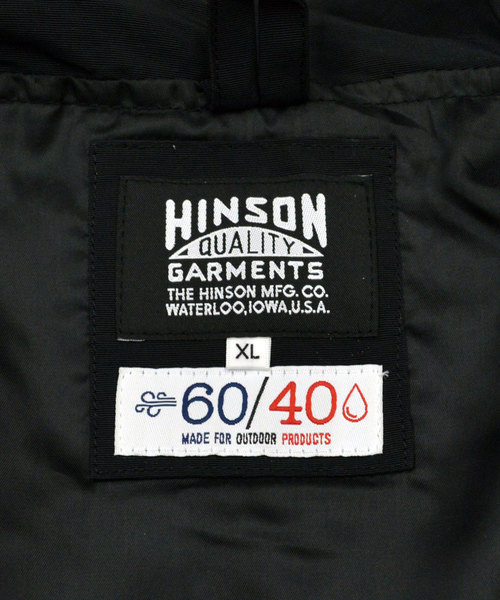 HINSON
QUALITY
GARMENTS
THE HINSON MFG. CO.
WATERLOO, IOWA, U.S.A.
XL
60/40
MADE FOR OUTDOOR PRODUCTS